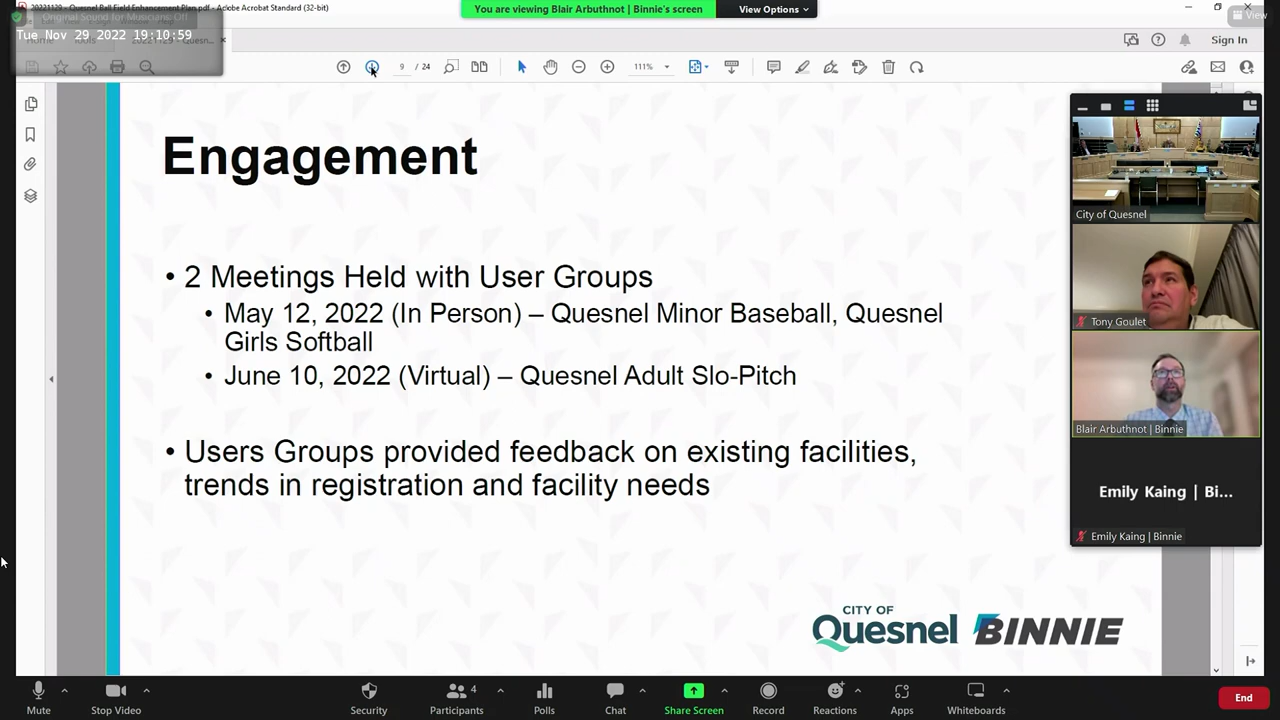 20221129 - Quesnel Ball Field Enhancement Plan.pdf - Adobe Acrobat Standard (32-bit)
You are viewing Blair Arbuthnot | Binnie's screen
View Options
Original Sound for Musicians: Off
View
Tue Nov 29 2022 19:10:59
Home
Tools
20221129 - Quesn...
Sign In
9 / 24
111%
Engagement
• 2 Meetings Held with User Groups
• May 12, 2022 (In Person) – Quesnel Minor Baseball, Quesnel
Girls Softball
• June 10, 2022 (Virtual) – Quesnel Adult Slo-Pitch
• Users Groups provided feedback on existing facilities,
trends in registration and facility needs
CITY OF
Quesnel
BINNIE
City of Quesnel
Tony Goulet
Blair Arbuthnot | Binnie
Emily Kaing | Bi...
Emily Kaing | Binnie
Mute
Stop Video
Security
4
Participants
Polls
Chat
Share Screen
Record
Reactions
Apps
Whiteboards
End